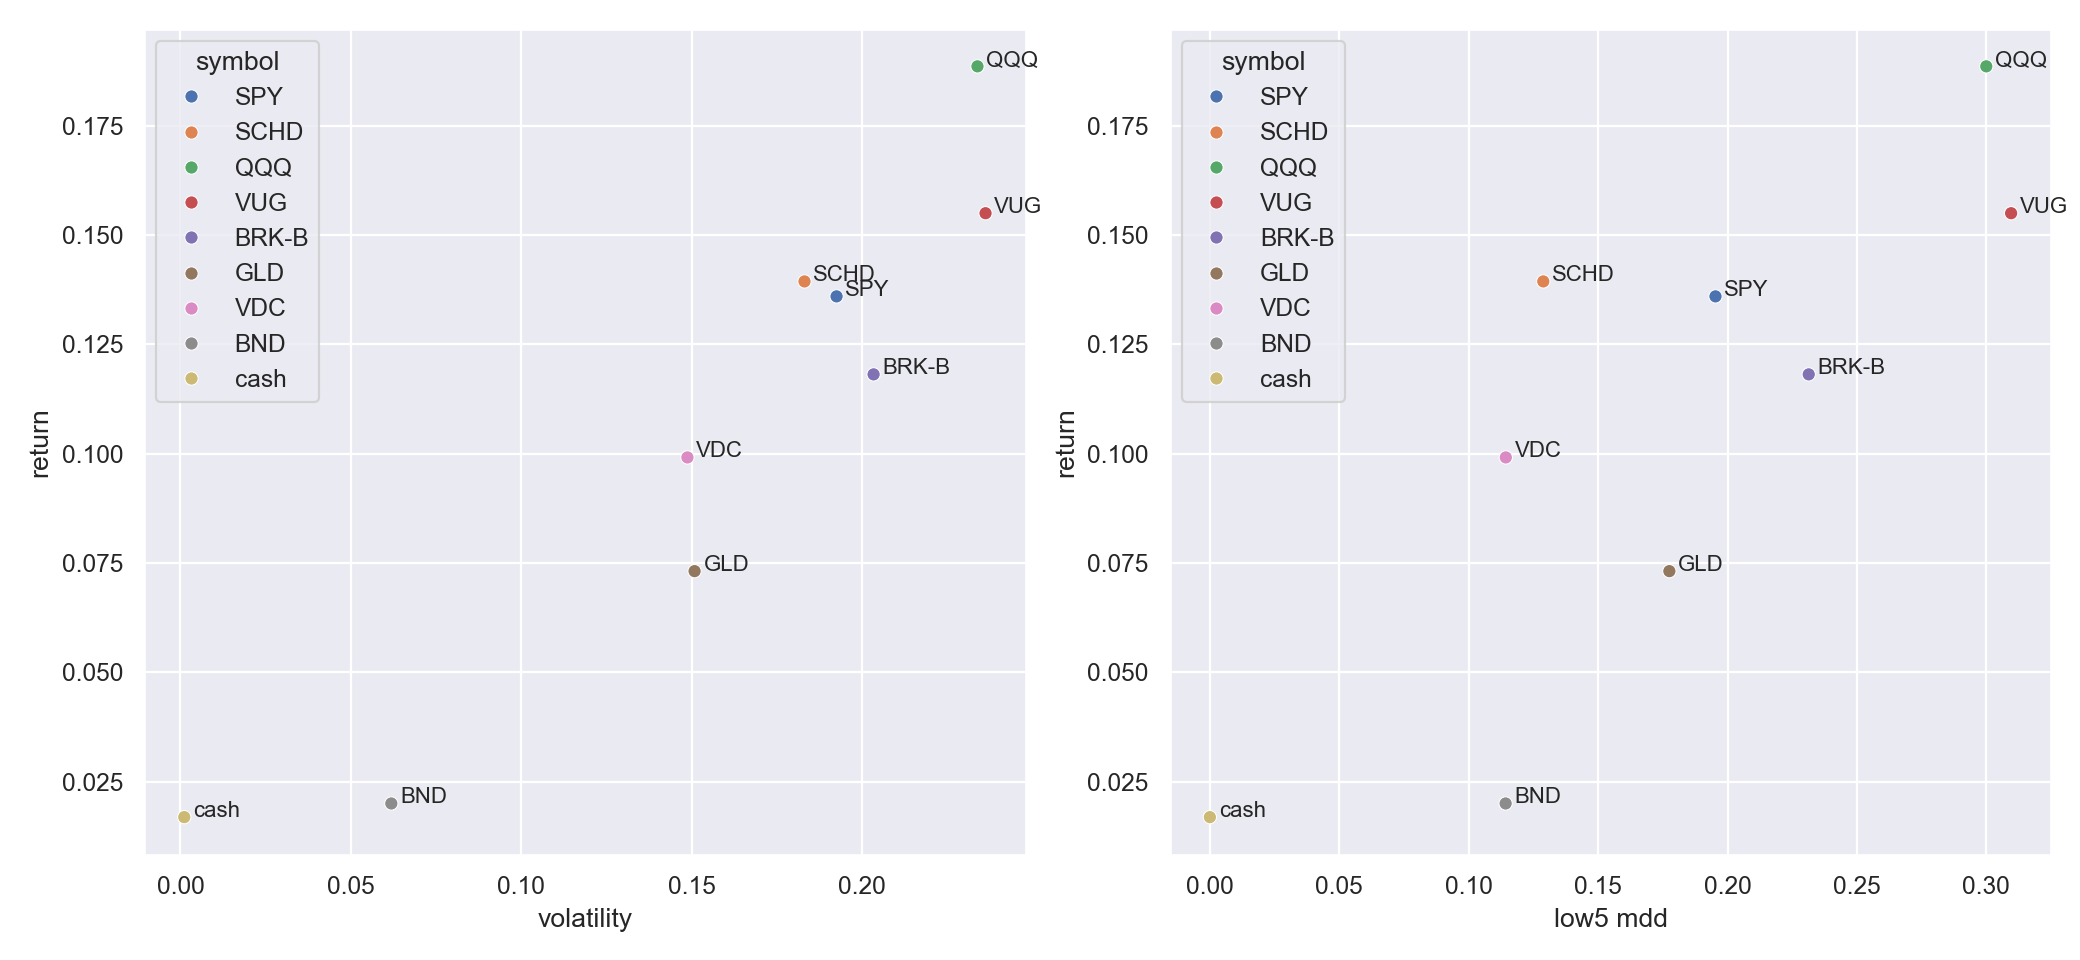 symbol
SPY
SCHD
QQQ
VUG
BRK-B
GLD
VDC
BND
cash
QQQ
VUG
SCHD
SPY
BRK-B
VDC
GLD
BND
cash
0.175
0.150
0.125
0.100
0.075
0.050
0.025
return
0.00 0.05 0.10 0.15 0.20
volatility
symbol
SPY
SCHD
QQQ
VUG
BRK-B
GLD
VDC
BND
cash
QQQ
VUG
SCHD
SPY
BRK-B
VDC
GLD
BND
cash
0.175
0.150
0.125
0.100
0.075
0.050
0.025
return
0.00 0.05 0.10 0.15 0.20 0.25 0.30
low5 mdd